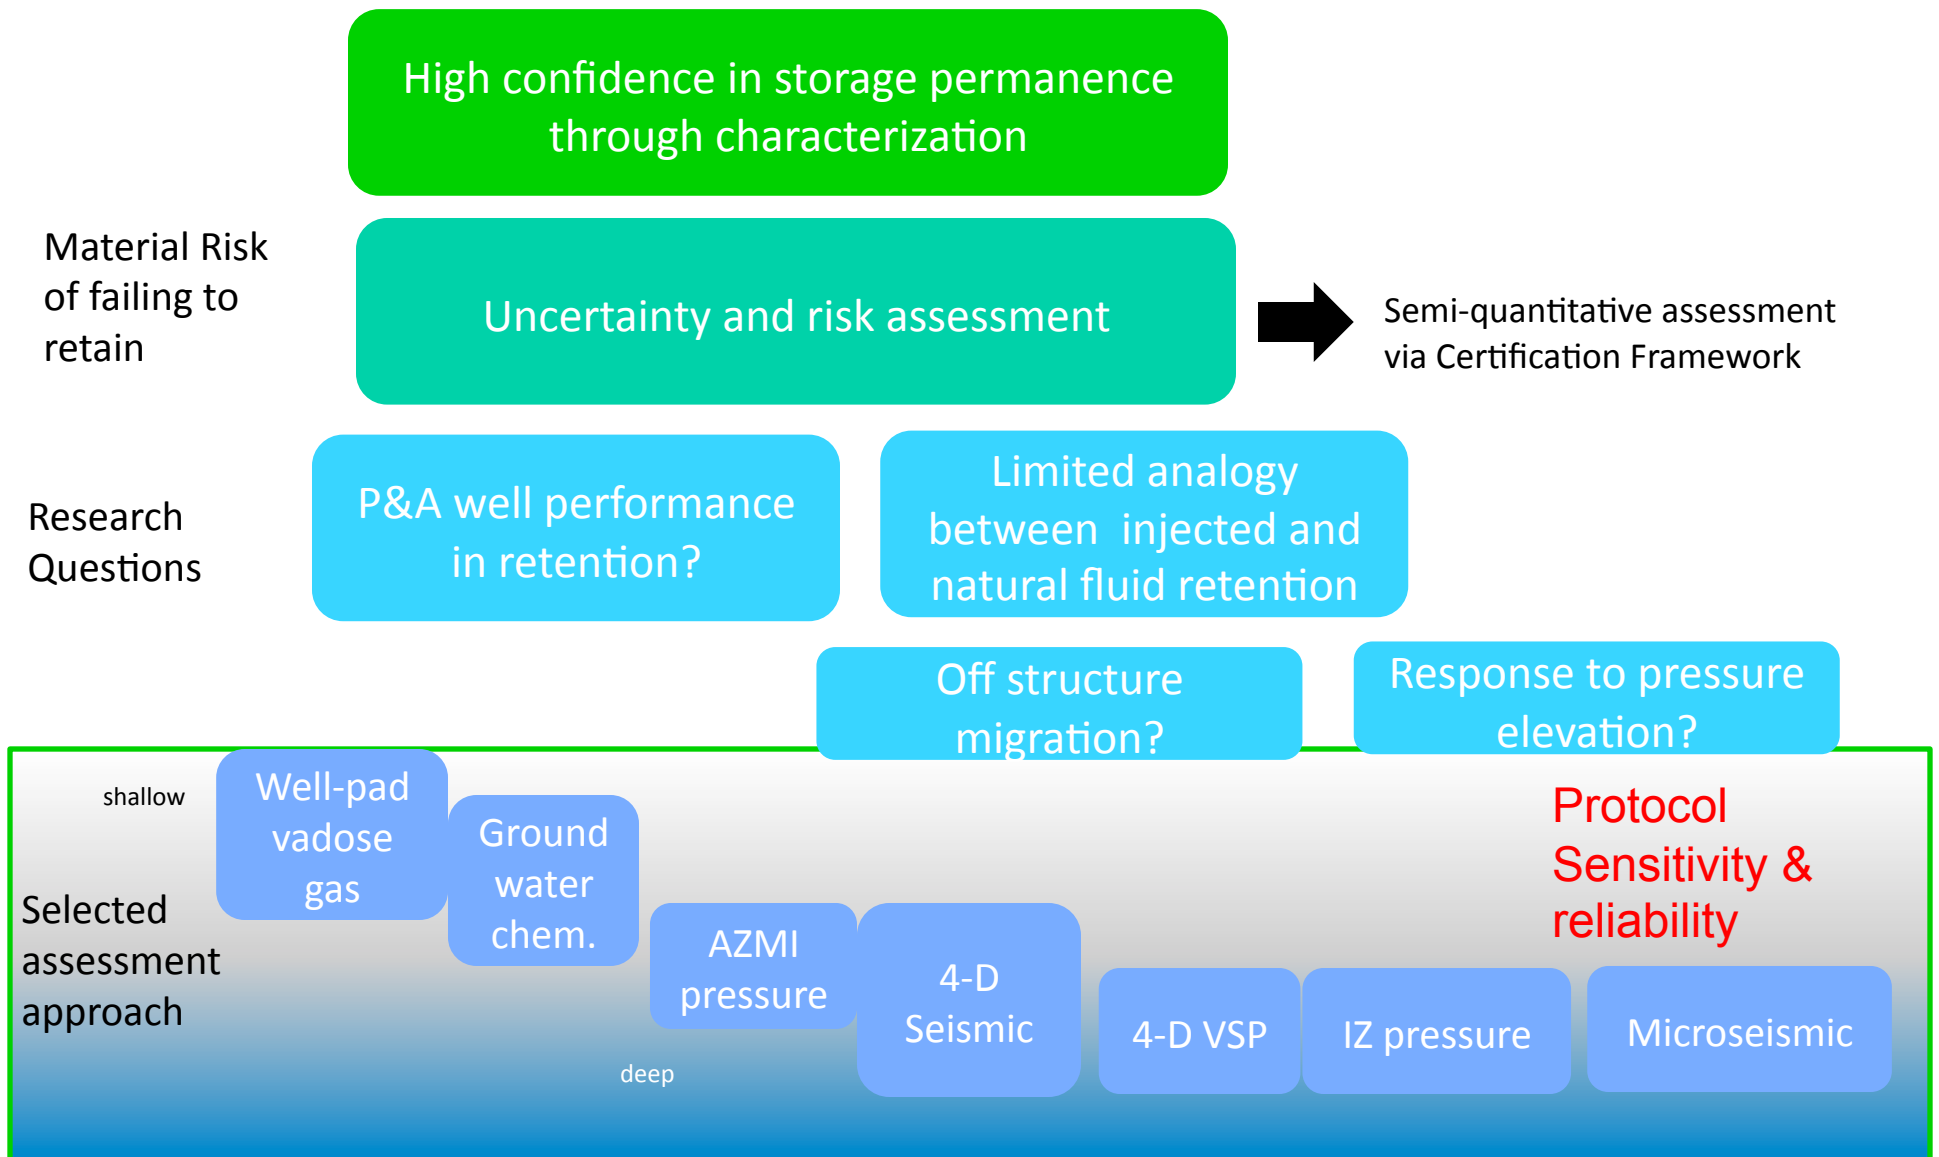 High confidence in storage permanence
through characterization
Material Risk
of failing to
retain
Uncertainty and risk assessment
Semi-quantitative assessment
via Certification Framework
Research
Questions
P&A well performance
in retention?
Limited analogy
between injected and
natural fluid retention
Off structure
migration?
Response to pressure
elevation?
shallow
Well-pad
vadose
gas
Ground
water
chem.
Protocol
Sensitivity &
reliability
Selected
assessment
approach
AZMI
pressure
4-D
Seismic
4-D VSP
IZ pressure
Microseismic
deep